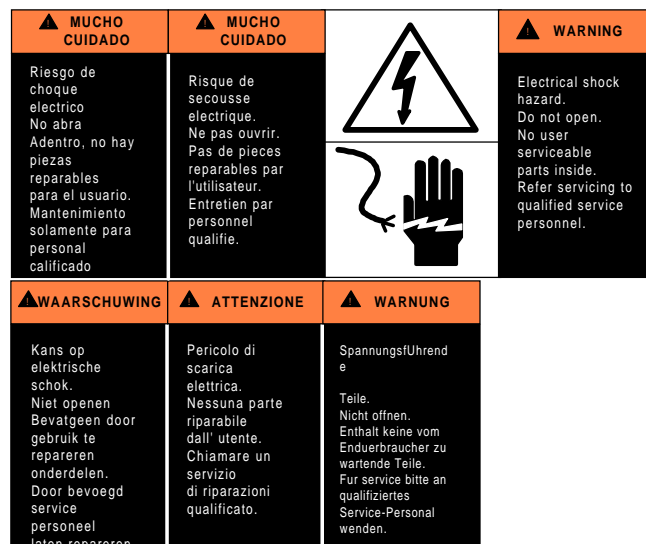 MUCHO
CUIDADO
Riesgo de
choque
electrico
No abra
Adentro, no hay
piezas
reparables
para el usuario.
Mantenimiento
solamente para
personal
calificado
MUCHO
CUIDADO
Risque de
secousse
electrique.
Ne pas ouvrir.
Pas de pieces
reparables par
l'utilisateur.
Entretien par
personnel
qualifie.
WARNING
Electrical shock
hazard.
Do not open.
No user
serviceable
parts inside.
Refer servicing to
qualified service
personnel.
WAARSCHUWING
Kans op
elektrische
schok.
Niet openen
Bevatgeen door
gebruik te
repareren
onderdelen.
Door bevoegd
service
personeel
laten repareren
ATTENZIONE
Pericolo di
scarica
elettrica.
Nessuna parte
riparabile
dall' utente.
Chiamare un
servizio
di riparazioni
qualificato.
WARNUNG
SpannungsfUhrend
e
Teile.
Nicht offnen.
Enthalt keine vom
Enduerbraucher zu
wartende Teile.
Fur service bitte an
qualifiziertes
Service-Personal
wenden.